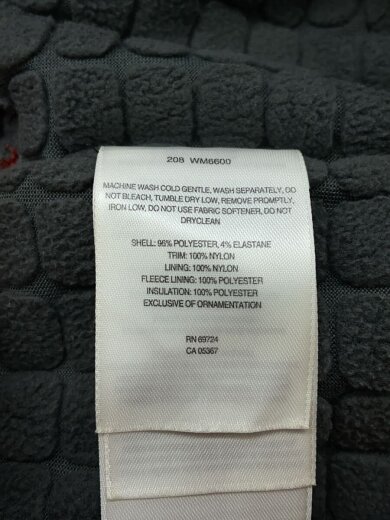 208 WM6600
MACHINE WASH COLD GENTLE, WASH SEPARATELY, DO
NOT BLEACH, TUMBLE DRY LOW, REMOVE PROMPTLY,
IRON LOW, DO NOT USE FABRIC SOFTENER, DO NOT
DRYCLEAN
SHELL: 96% POLYESTER, 4% ELASTANE
TRIM: 100% NYLON
LINING: 100% NYLON
FLEECE LINING: 100% POLYESTER
INSULATION: 100% POLYESTER
EXCLUSIVE OF ORNAMENTATION
RN 69724
CA 05367